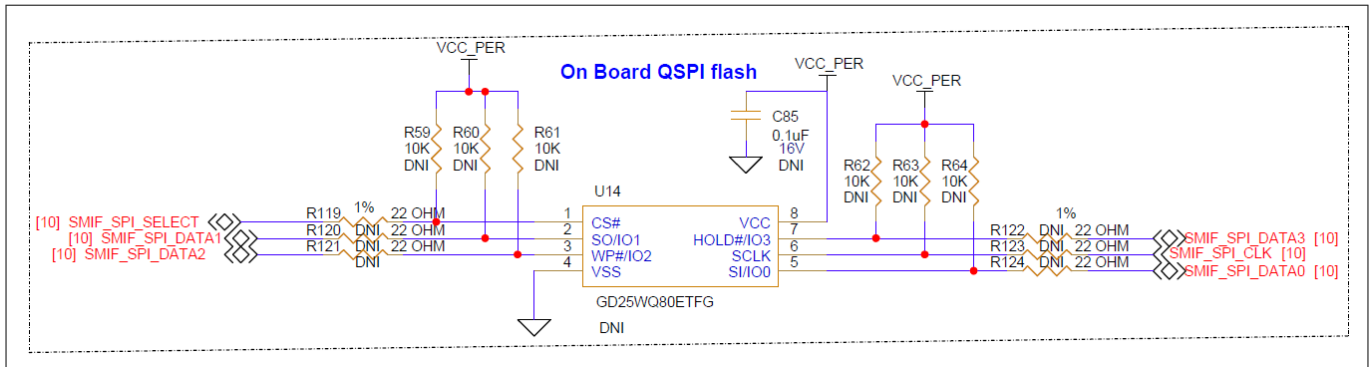 VCC_PER
On Board QSPI flash
VCC_PER
VCC_PER
R59
10K
DNI
R60
10K
DNI
R61
10K
DNI
C85
0.1uF
16V
DNI
R62
10K
DNI
R63
10K
DNI
R64
10K
DNI
U14
[10] SMIF_SPI_SELECT
R119 1% 22 OHM
[10] SMIF_SPI_DATA1
R120 DNI 22 OHM
[10] SMIF_SPI_DATA2
R121 DNI 22 OHM
DNI
1 CS#
2 SO/IO1
3 WP#/IO2
4 VSS
VCC 8
HOLD#/IO3 7
SCLK 6
SI/IO0 5
1%
R122 DNI 22 OHM
SMIF_SPI_DATA3 [10]
R123 DNI 22 OHM
SMIF_SPI_CLK [10]
R124 DNI 22 OHM
SMIF_SPI_DATA0 [10]
GD25WQ80ETFG
DNI